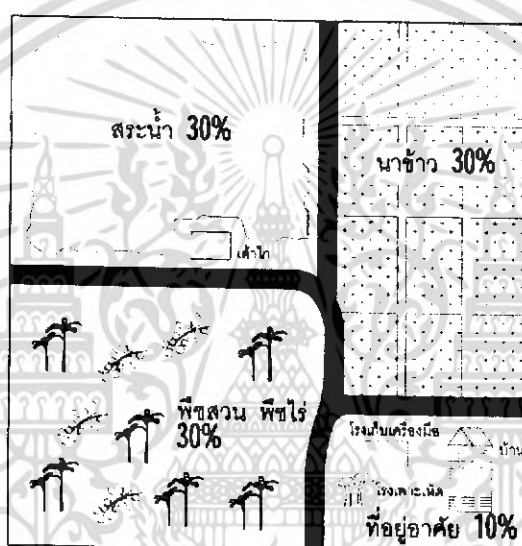 สระน้ำ 30%
นาข้าว 30%
เล้าไก่
พืชสวน พืชไร่
30%
โรงเก็บเครื่องมือ
บ้าน
โรงเพาะเห็ด
ที่อยู่อาศัย 10%